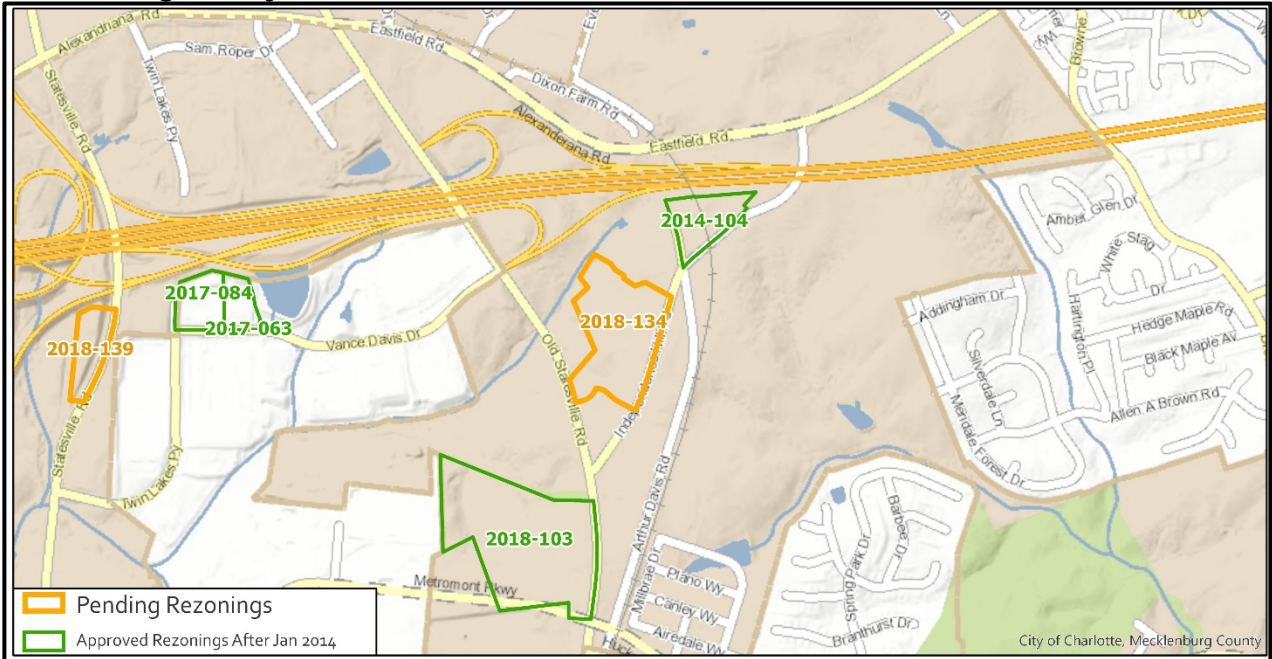 Alexandriana Rd
Eastfield Rd
Sam Roper Dr
Twin Lakes Py
Statesville Rd
Dixon Farm Rd
Alexanderana Rd
Eastfield Rd
Browne
Ln
2014-104
Amber Glen Dr
White Stag
Dr
2017-084
2017-063
2018-134
2018-139
Vance Davis Dr
Old Statesville Rd
Addingham Dr
Hartington Pl
Hedge Maple Rd
Black Maple Av
Silverdale Ln
Allen A Brown Rd
Meridale Forest Dr
Statesville Rd
Twin Lakes Py
Arthur Davis Rd
2018-103
Barbee Dr
Spring Park Dr
Metromont Pkwy
Millbrae Dr
Plano Wy
Canley Wy
Airedale Wy
Branthurst Dr
Huck
Pending Rezonings
Approved Rezonings After Jan 2014
City of Charlotte, Mecklenburg County